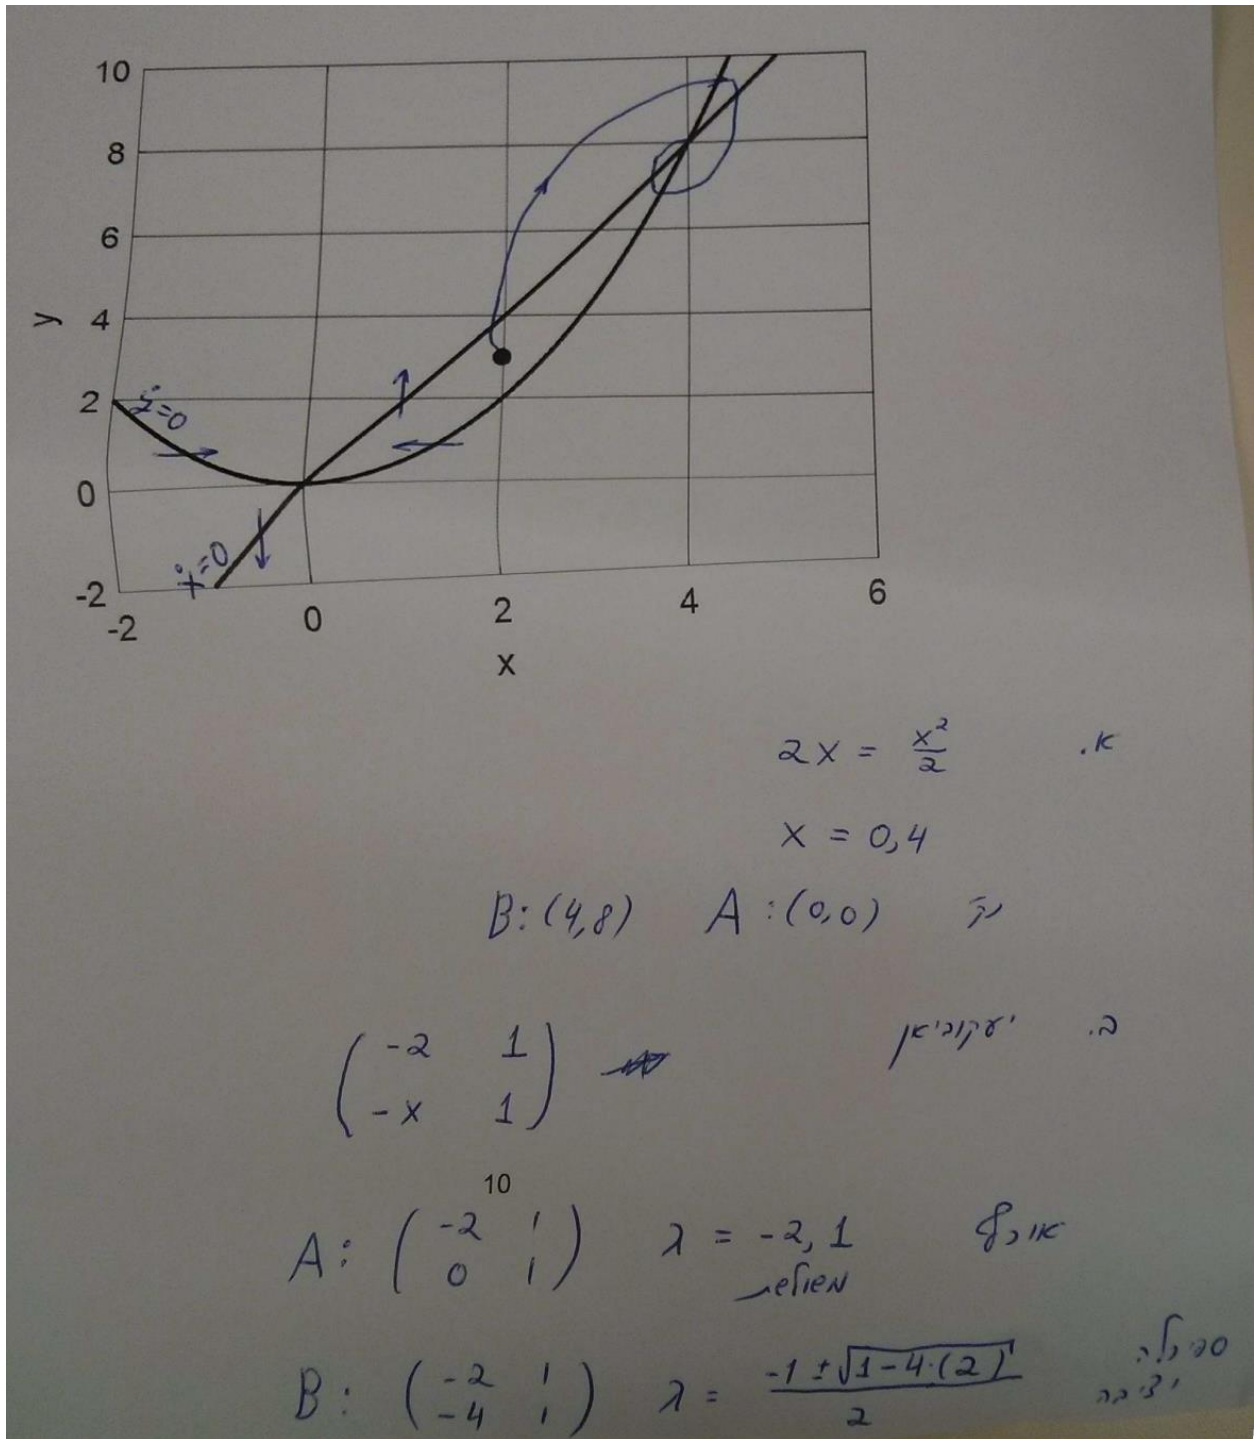 10
8
6
4
2
0
-2
y
-2 0 2 4 6
x
ẏ=0
ẋ=0
א. 2x = x²/2
x = 0,4
A:(0,0) B:(4,8)
ב. יעקוביאן
( -2 1 )
( -x 1 )
10
A: ( -2 1 ) λ = -2, 1 אוכף
( 0 1 ) משולשת
B: ( -2 1 ) λ = (-1 ± √(1-4·(2)))/2 ספירלה
( -4 1 ) יציבה